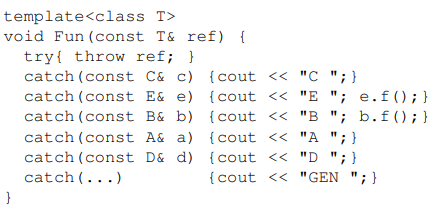 template<class T>
void Fun(const T& ref) {
  try{ throw ref; }
  catch(const C& c) {cout << "C ";}
  catch(const E& e) {cout << "E "; e.f();}
  catch(const B& b) {cout << "B "; b.f();}
  catch(const A& a) {cout << "A ";}
  catch(const D& d) {cout << "D ";}
  catch(...)        {cout << "GEN ";}
}